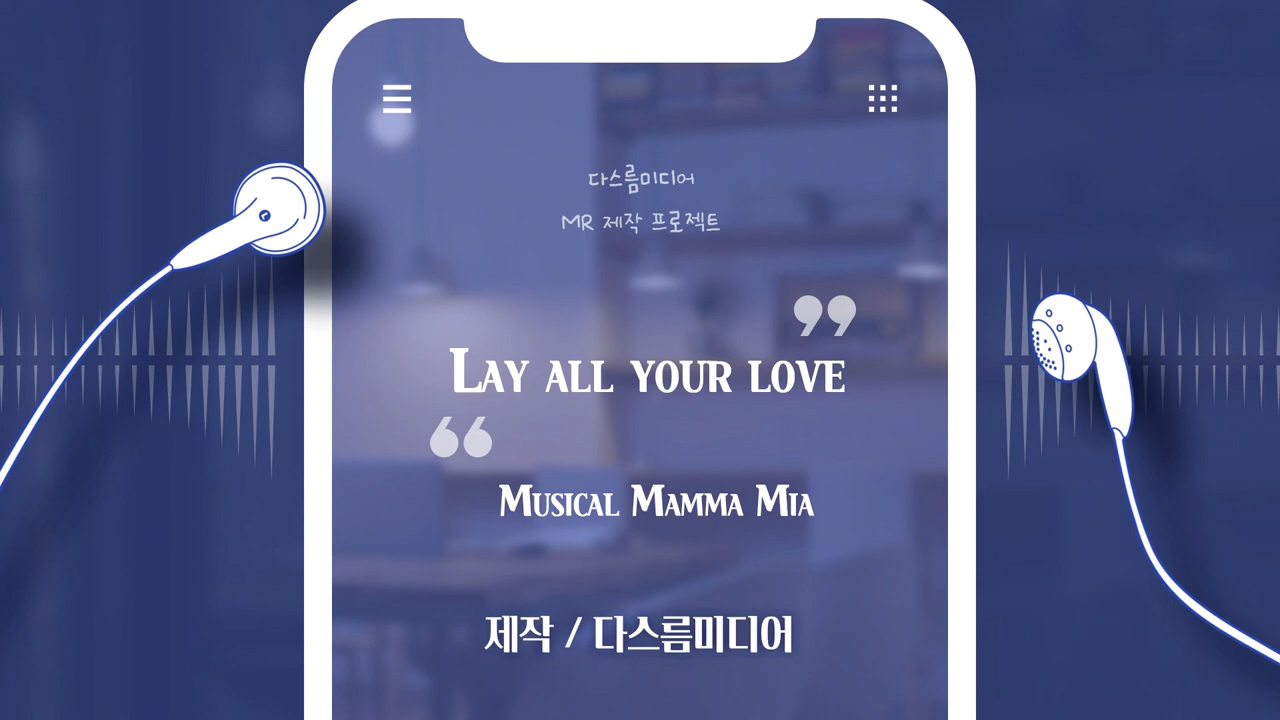 다스름미디어
MR 제작 프로젝트
”
Lay all your love
“
Musical Mamma Mia
제작 / 다스름미디어